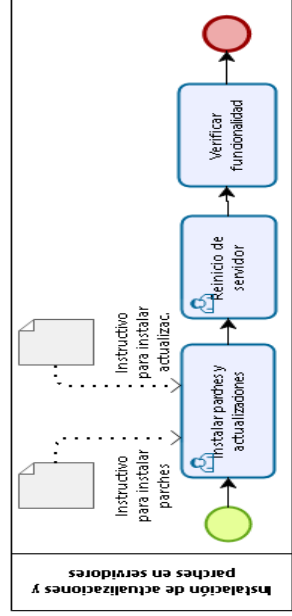 Instalación de actualizaciones y
parches en servidores
Instructivo
para instalar
parches
Instructivo
para instalar
actualizac.
Instalar parches y
actualizaciones
Reinicio de
servidor
Verificar
funcionalidad